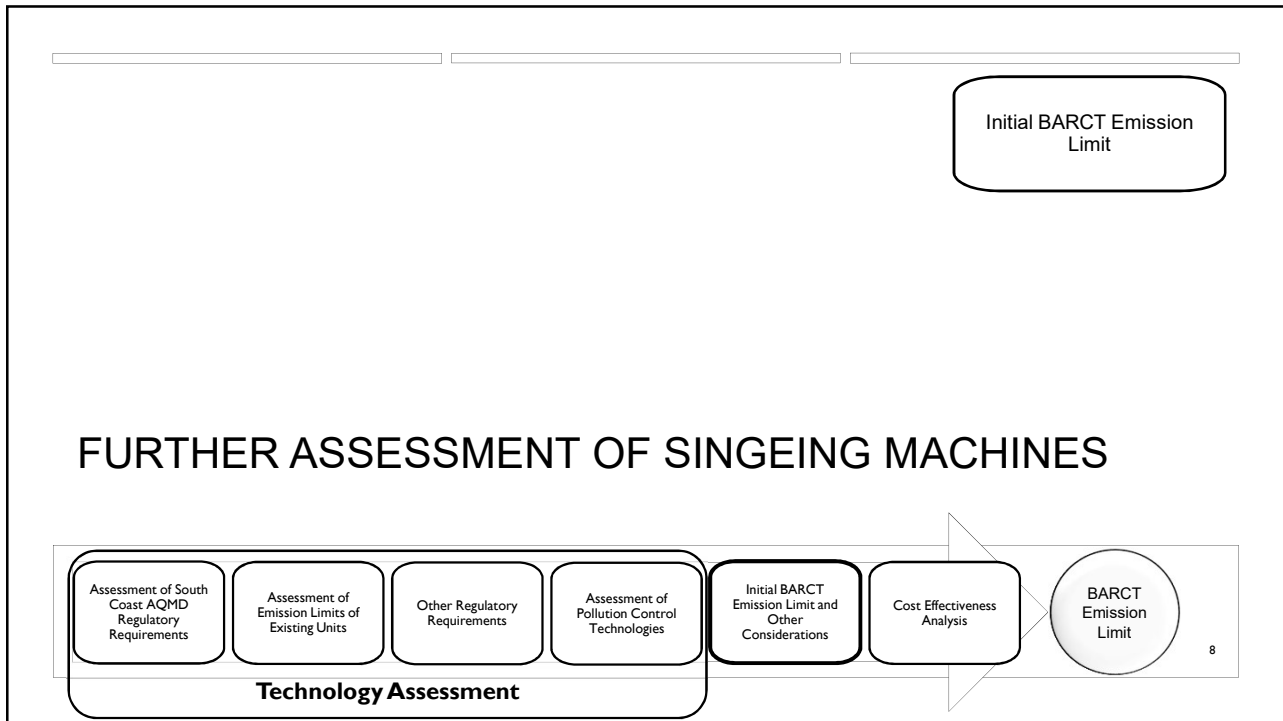 Initial BARCT Emission
Limit
FURTHER ASSESSMENT OF SINGEING MACHINES
Assessment of South
Coast AQMD
Regulatory
Requirements
Assessment of
Emission Limits of
Existing Units
Other Regulatory
Requirements
Assessment of
Pollution Control
Technologies
Initial BARCT
Emission Limit and
Other
Considerations
Cost Effectiveness
Analysis
BARCT
Emission
Limit
8
Technology Assessment